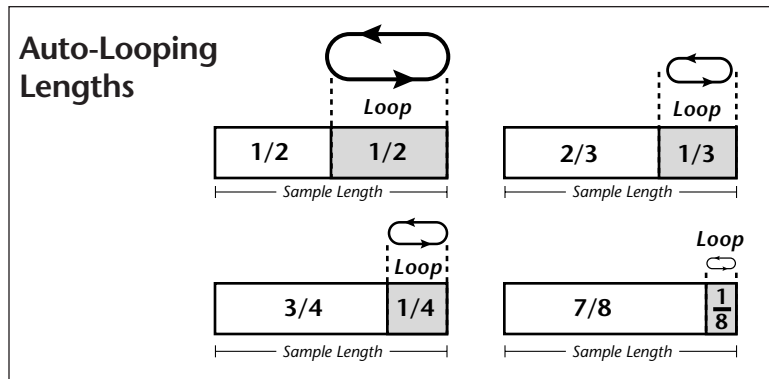 Auto-Looping
Lengths
Loop
1/2 1/2
Sample Length
Loop
2/3 1/3
Sample Length
Loop
3/4 1/4
Sample Length
Loop
7/8 1/8
Sample Length